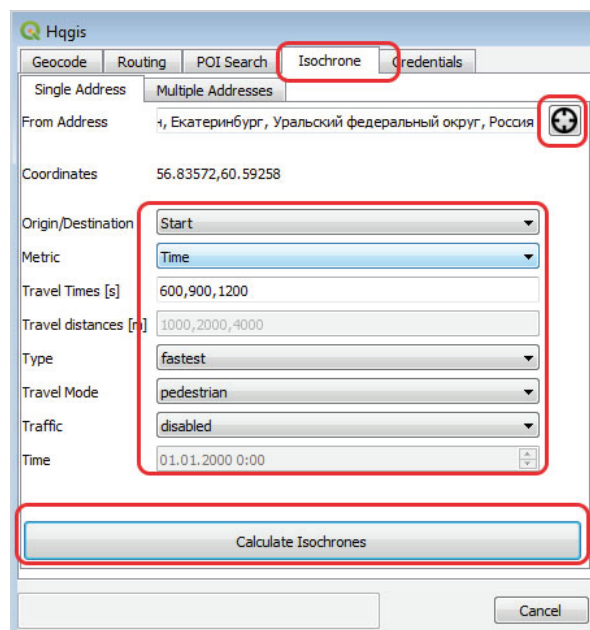 Hqgis
Geocode Routing POI Search Isochrone Credentials
Single Address Multiple Addresses
From Address н, Екатеринбург, Уральский федеральный округ, Россия
Coordinates 56.83572,60.59258
Origin/Destination Start
Metric Time
Travel Times [s] 600,900,1200
Travel distances [m] 1000,2000,4000
Type fastest
Travel Mode pedestrian
Traffic disabled
Time 01.01.2000 0:00
Calculate Isochrones
Cancel